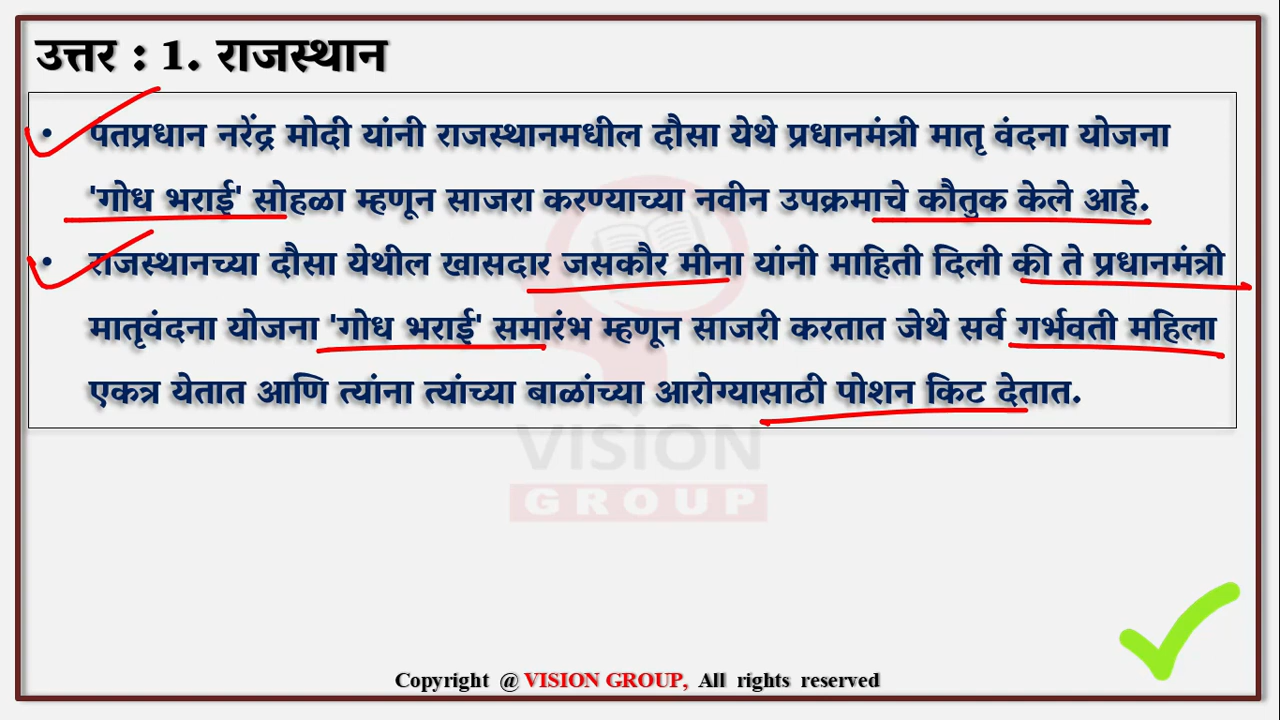 उत्तर : 1. राजस्थान
• पतप्रधान नरेंद्र मोदी यांनी राजस्थानमधील दौसा येथे प्रधानमंत्री मातृ वंदना योजना
'गोध भराई' सोहळा म्हणून साजरा करण्याच्या नवीन उपक्रमाचे कौतुक केले आहे.
• राजस्थानच्या दौसा येथील खासदार जसकौर मीना यांनी माहिती दिली की ते प्रधानमंत्री
मातृवंदना योजना 'गोध भराई' समारंभ म्हणून साजरी करतात जेथे सर्व गर्भवती महिला
एकत्र येतात आणि त्यांना त्यांच्या बाळांच्या आरोग्यासाठी पोशन किट देतात.
VISION
GROUP
Copyright @ VISION GROUP, All rights reserved